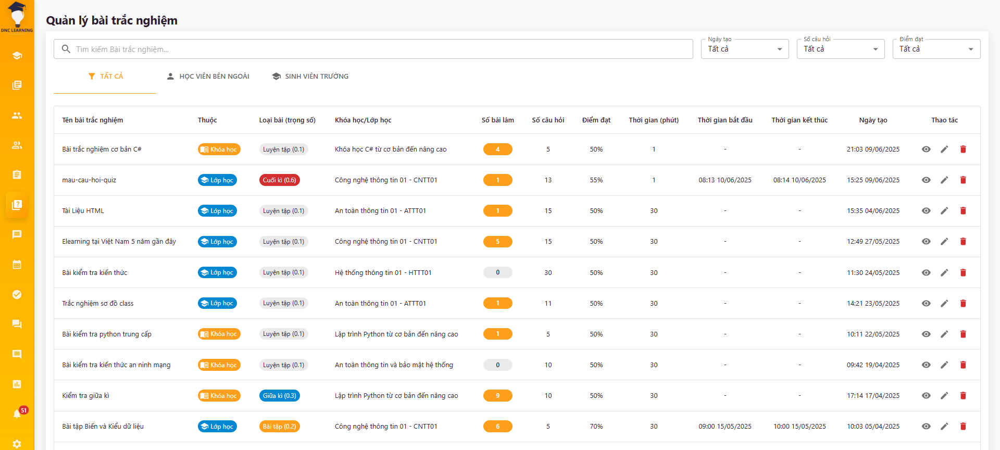 DNC LEARNING
Quản lý bài trắc nghiệm
Tìm kiếm Bài trắc nghiệm...
Ngày tạo
Tất cả
Số câu hỏi
Tất cả
Điểm đạt
Tất cả
TẤT CẢ
HỌC VIÊN BÊN NGOÀI
SINH VIÊN TRƯỜNG
Tên bài trắc nghiệm Thuộc Loại bài (trọng số) Khóa học/Lớp học Số bài làm Số câu hỏi Điểm đạt Thời gian (phút) Thời gian bắt đầu Thời gian kết thúc Ngày tạo Thao tác
Bài trắc nghiệm cơ bản C# Khóa học Luyện tập (0.1) Khóa học C# từ cơ bản đến nâng cao 4 5 50% 1 - - 21:03 09/06/2025
mau-cau-hoi-quiz Lớp học Cuối kì (0.6) Công nghệ thông tin 01 - CNTT01 1 13 55% 1 08:13 10/06/2025 08:14 10/06/2025 15:25 09/06/2025
Tài Liệu HTML Lớp học Luyện tập (0.1) An toàn thông tin 01 - ATTT01 1 15 50% 30 - - 15:35 04/06/2025
Elearning tại Việt Nam 5 năm gần đây Lớp học Luyện tập (0.1) Công nghệ thông tin 01 - CNTT01 5 15 50% 30 - - 12:49 27/05/2025
Bài kiểm tra kiến thức Lớp học Luyện tập (0.1) Hệ thống thông tin 01 - HTTT01 0 30 50% 30 - - 11:30 24/05/2025
Trắc nghiệm sơ đồ class Lớp học Luyện tập (0.1) An toàn thông tin 01 - ATTT01 1 11 50% 30 - - 14:21 23/05/2025
Bài kiểm tra python trung cấp Khóa học Luyện tập (0.1) Lập trình Python từ cơ bản đến nâng cao 1 5 50% 30 - - 10:11 22/05/2025
Bài kiểm tra kiến thức an ninh mạng Khóa học Luyện tập (0.1) An toàn thông tin và bảo mật hệ thống 0 10 50% 30 - - 09:42 19/04/2025
Kiểm tra giữa kì Khóa học Giữa kì (0.3) Lập trình Python từ cơ bản đến nâng cao 9 10 50% 30 - - 17:14 17/04/2025
Bài tập Biến và Kiểu dữ liệu Lớp học Bài tập (0.2) Công nghệ thông tin 01 - CNTT01 6 5 70% 30 09:00 15/05/2025 10:00 15/05/2025 10:03 05/04/2025
51